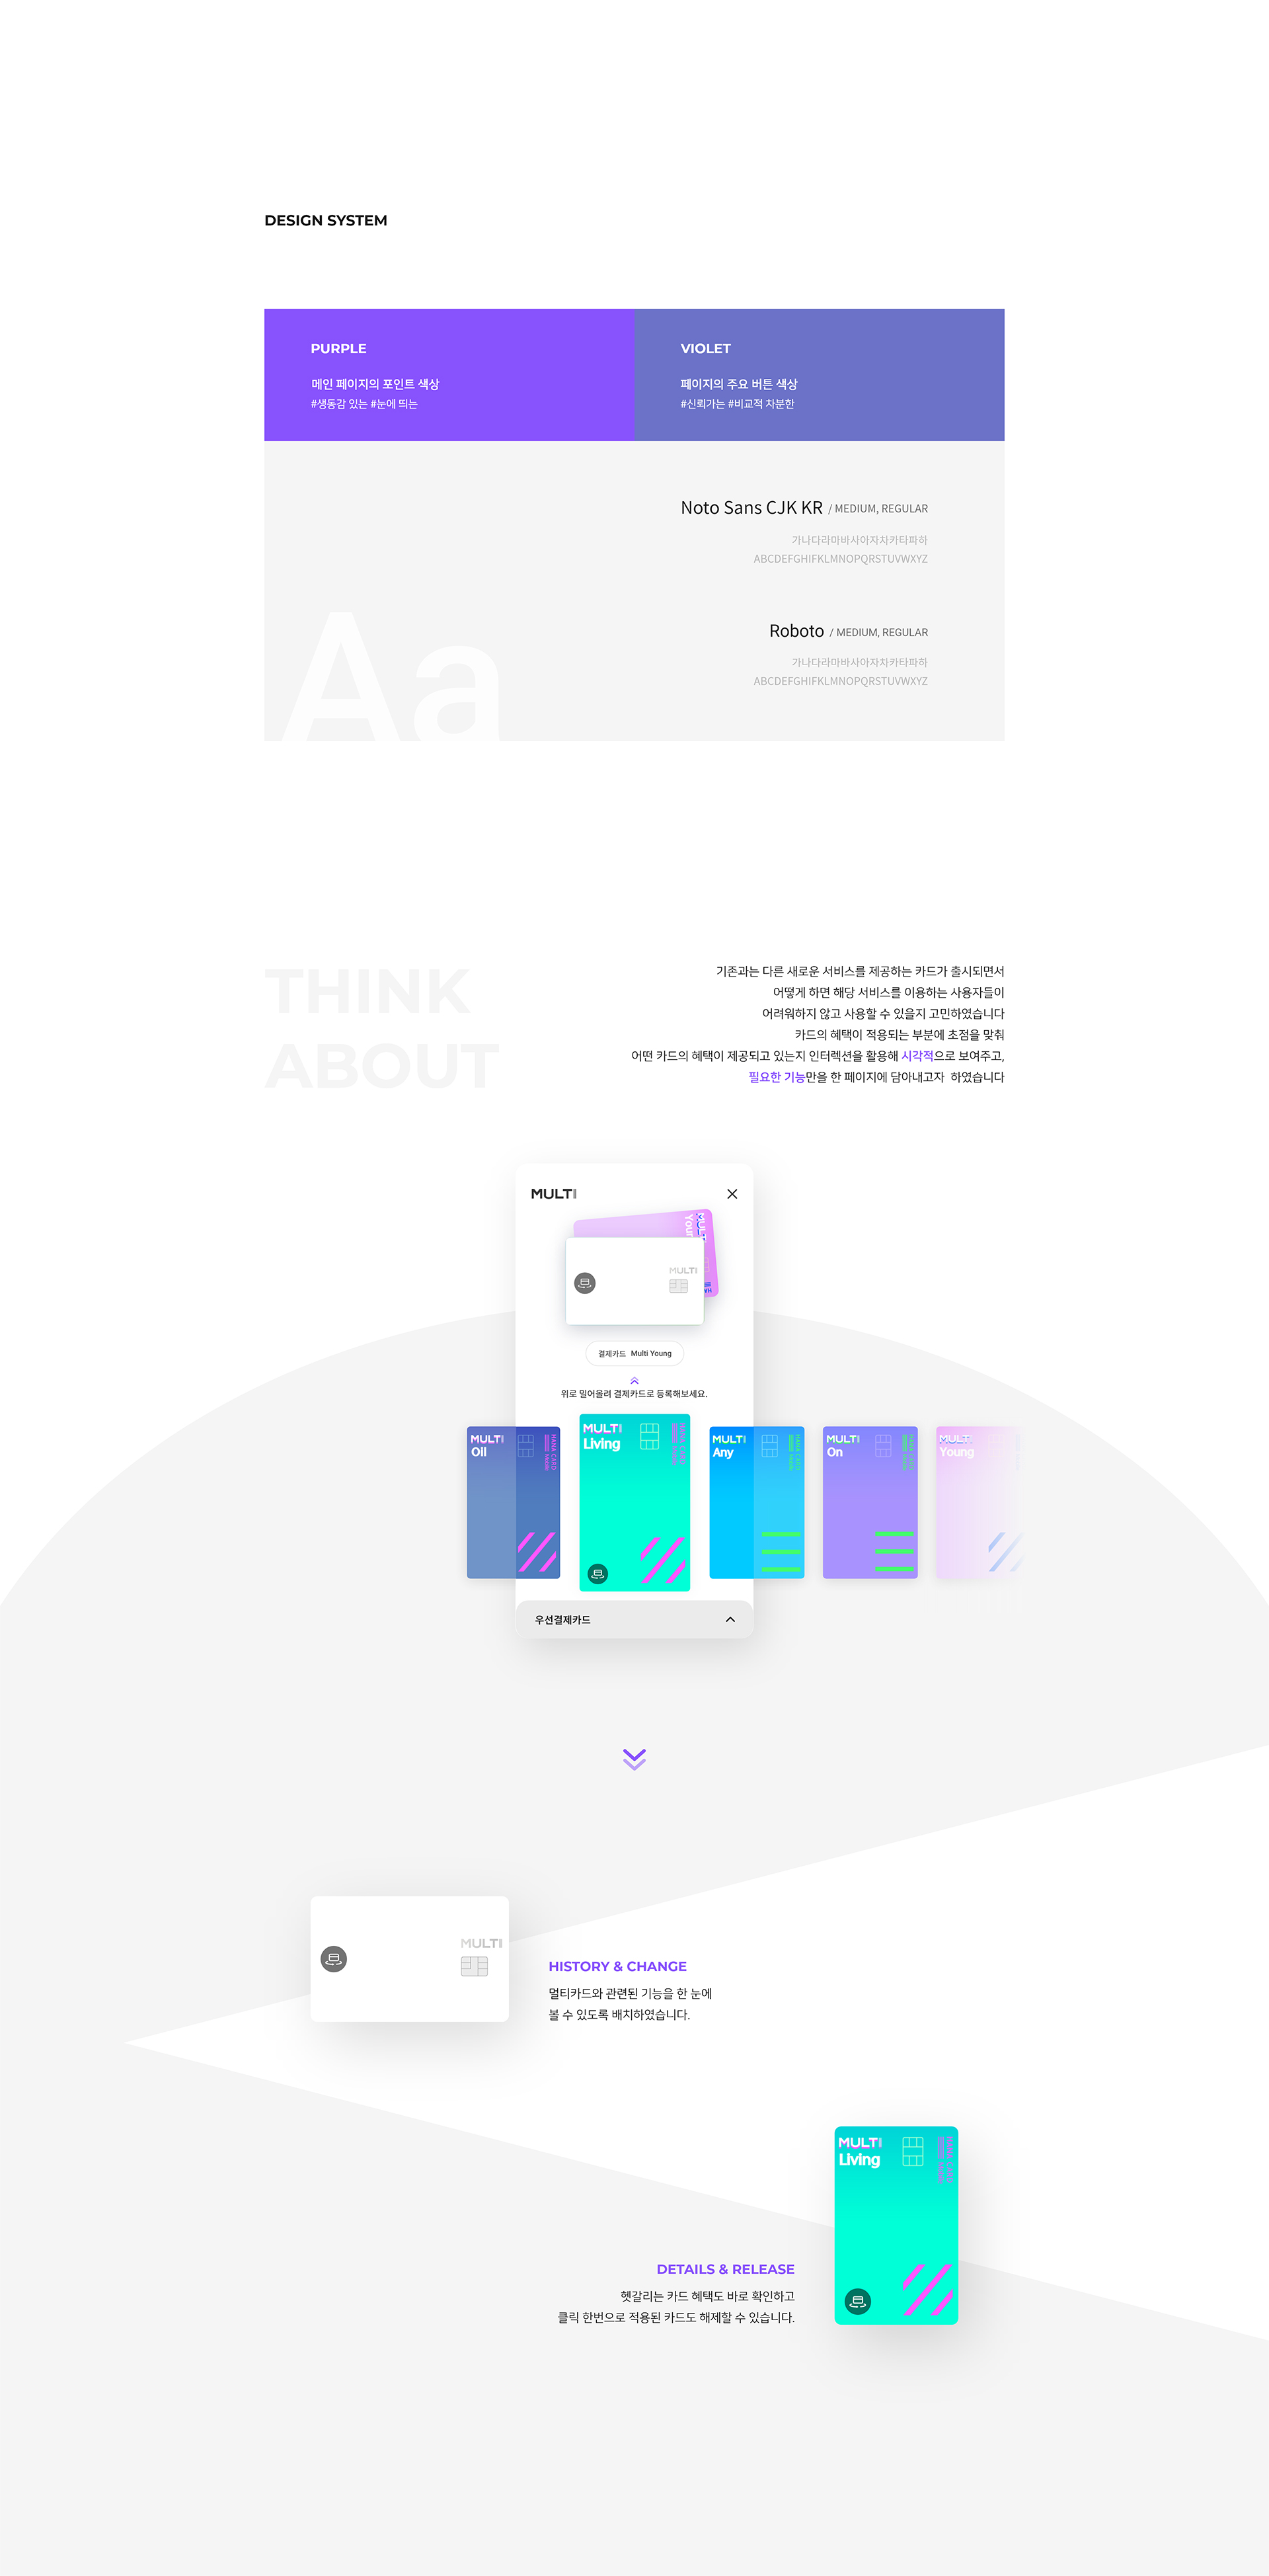 DESIGN SYSTEM
PURPLE
메인 페이지의 포인트 색상
#생동감 있는 #눈에 띄는
VIOLET
페이지의 주요 버튼 색상
#신뢰가는 #비교적 차분한
Noto Sans CJK KR / MEDIUM, REGULAR
가나다라마바사아자차카타파하
ABCDEFGHIFKLMNOPQRSTUVWXYZ
Roboto / MEDIUM, REGULAR
가나다라마바사아자차카타파하
ABCDEFGHIFKLMNOPQRSTUVWXYZ
Aa
THINK
ABOUT
기존과는 다른 새로운 서비스를 제공하는 카드가 출시되면서
어떻게 하면 해당 서비스를 이용하는 사용자들이
어려워하지 않고 사용할 수 있을지 고민하였습니다
카드의 혜택이 적용되는 부분에 초점을 맞춰
어떤 카드의 혜택이 제공되고 있는지 인터렉션을 활용해 시각적으로 보여주고,
필요한 기능만을 한 페이지에 담아내고자 하였습니다
MULTI
MULTI
결제카드 Multi Young
위로 밀어올려 결제카드로 등록해보세요.
MULTI
Oil
HANA CARD
MULTI
Living
MULTI
Any
HANA CARD
MULTI
On
HANA CARD
MULTI
Young
우선결제카드
MULTI
HISTORY & CHANGE
멀티카드와 관련된 기능을 한 눈에
볼 수 있도록 배치하였습니다.
MULTI
Living
DETAILS & RELEASE
헷갈리는 카드 혜택도 바로 확인하고
클릭 한번으로 적용된 카드도 해제할 수 있습니다.